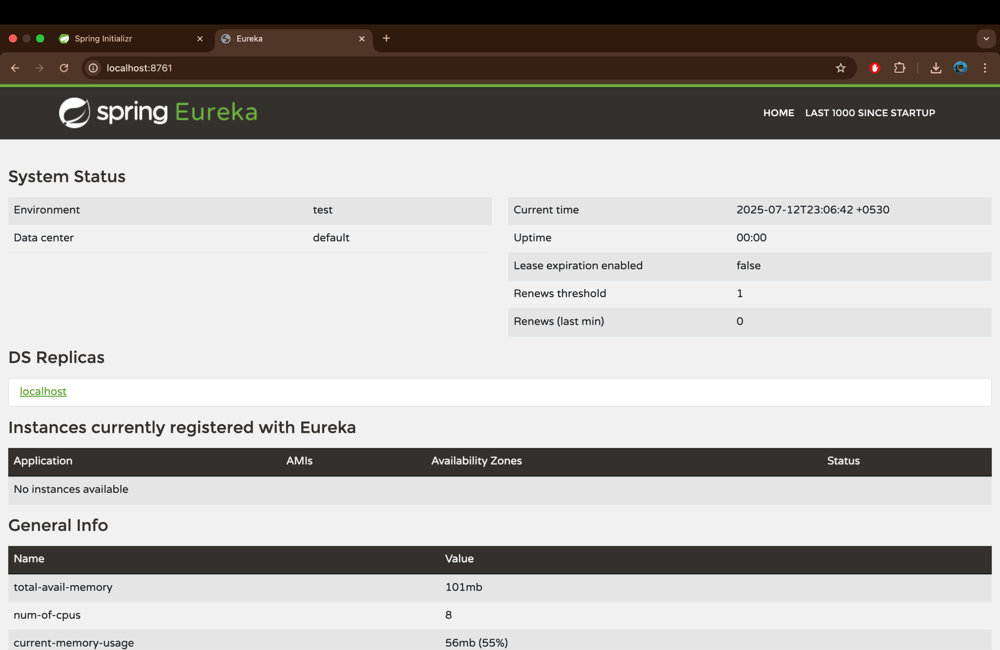 Spring Initializr
Eureka
localhost:8761
spring Eureka
HOME LAST 1000 SINCE STARTUP
System Status
Environment test
Data center default
Current time 2025-07-12T23:06:42 +0530
Uptime 00:00
Lease expiration enabled false
Renews threshold 1
Renews (last min) 0
DS Replicas
localhost
Instances currently registered with Eureka
Application AMIs Availability Zones Status
No instances available
General Info
Name Value
total-avail-memory 101mb
num-of-cpus 8
current-memory-usage 56mb (55%)